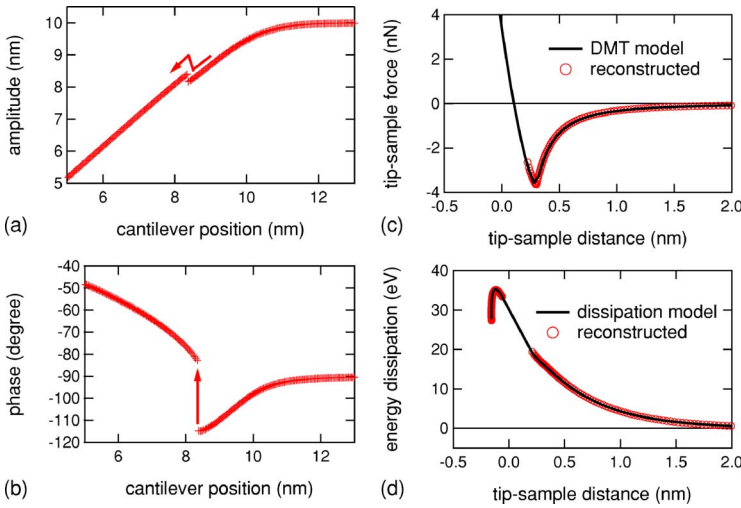 (a)
amplitude (nm)
10
9
8
7
6
5
6
8
10
12
cantilever position (nm)
(b)
phase (degree)
-40
-50
-60
-70
-80
-90
-100
-110
-120
6
8
10
12
cantilever position (nm)
(c)
tip-sample force (nN)
4
2
0
-2
-4
DMT model
reconstructed
-0.5
0.0
0.5
1.0
1.5
2.0
tip-sample distance (nm)
(d)
energy dissipation (eV)
40
30
20
10
0
dissipation model
reconstructed
-0.5
0.0
0.5
1.0
1.5
2.0
tip-sample distance (nm)